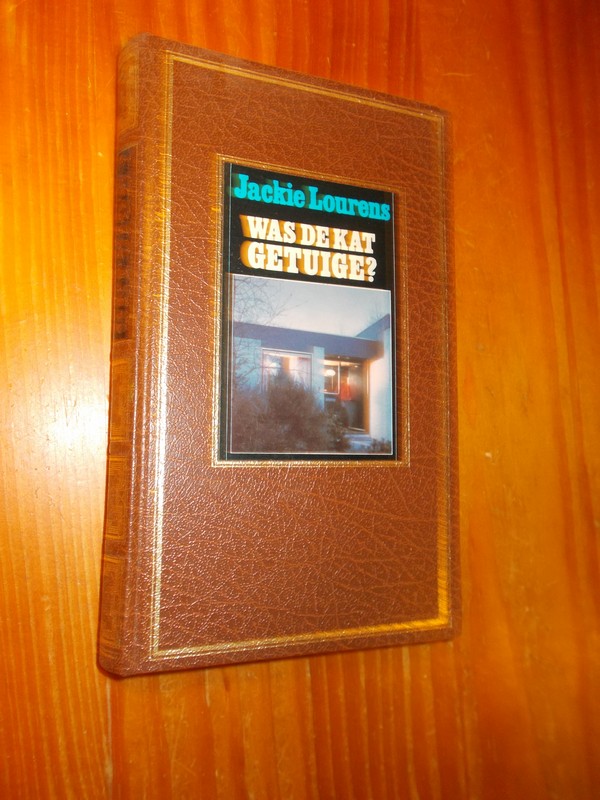 Jackie Lourens
WAS DE KAT
GETUIGE?